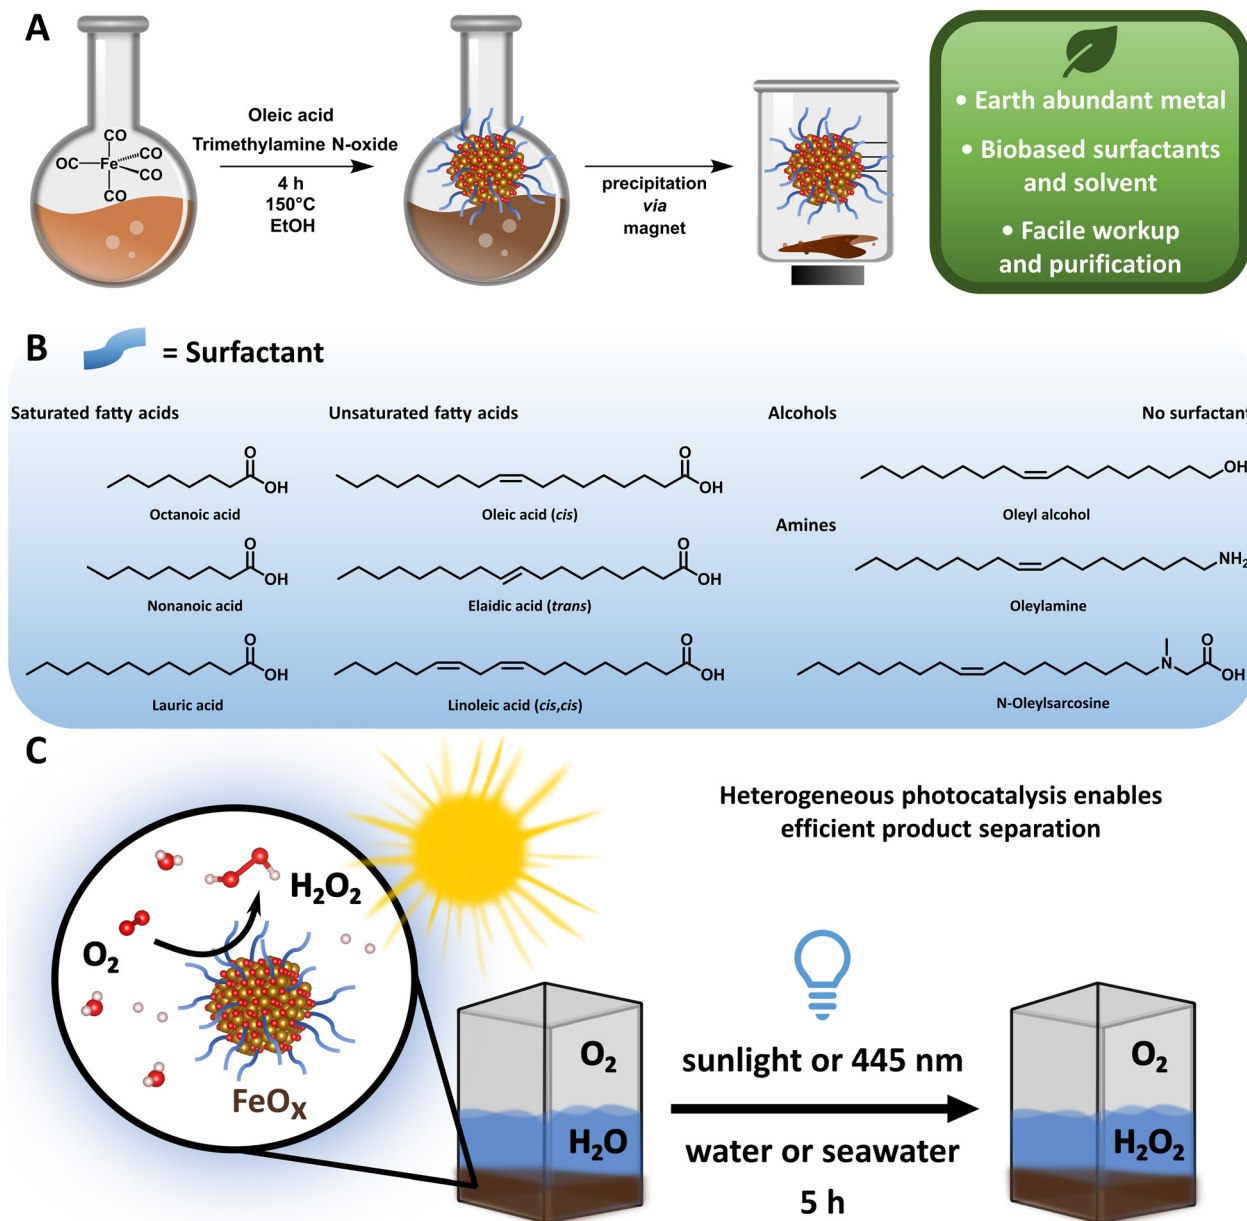 A
CO
CO
OC
Fe
CO
CO
CO
Oleic acid
Trimethylamine N-oxide
4 h
150°C
EtOH
precipitation
via
magnet
• Earth abundant metal
• Biobased surfactants
and solvent
• Facile workup
and purification
B
= Surfactant
Saturated fatty acids
Unsaturated fatty acids
Alcohols
No surfactant
O
OH
Octanoic acid
O
OH
Oleic acid (cis)
OH
Oleyl alcohol
Amines
O
OH
Nonanoic acid
O
OH
Elaidic acid (trans)
NH2
Oleylamine
O
OH
Lauric acid
O
OH
Linoleic acid (cis,cis)
N
O
OH
N-Oleylsarcosine
C
Heterogeneous photocatalysis enables
efficient product separation
H2O2
O2
FeOX
O2
H2O
sunlight or 445 nm
water or seawater
5 h
O2
H2O2